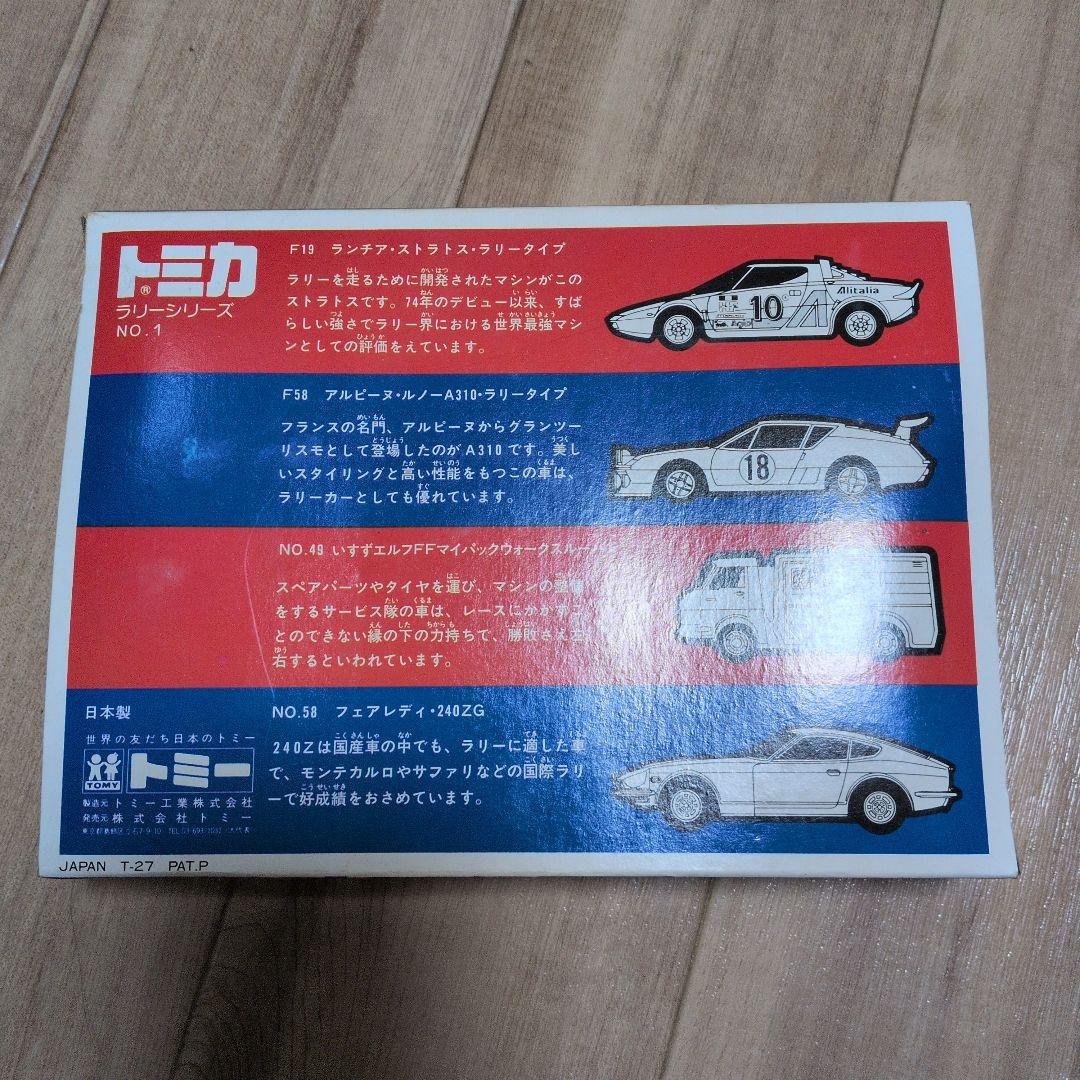 トミカ®
ラリーシリーズ
NO.1
F19 ランチア・ストラトス・ラリータイプ
ラリーを走るために開発されたマシンがこの
ストラトスです。74年のデビュー以来、すば
らしい強さでラリー界における世界最強マシ
ンとしての評価をえています。
10
Alitalia
F58 アルピーヌ・ルノーA310・ラリータイプ
フランスの名門、アルピーヌからグランツー
リスモとして登場したのがA310です。美し
いスタイリングと高い性能をもつこの車は、
ラリーカーとしても優れています。
18
NO.49 いすずエルフFFマイパックウォークスルーバン
スペアパーツやタイヤを運び、マシンの整備
をするサービス隊の車は、レースにかかすこ
とのできない縁の下の力持ちで、勝敗さえ左
右するといわれています。
NO.58 フェアレディ・240ZG
240Zは国産車の中でも、ラリーに適した車
で、モンテカルロやサファリなどの国際ラリ
ーで好成績をおさめています。
日本製
世界の友だち日本のトミー
TOMY
トミー
製造元 トミー工業株式会社
発売元 株式会社 トミー
JAPAN T-27 PAT.P